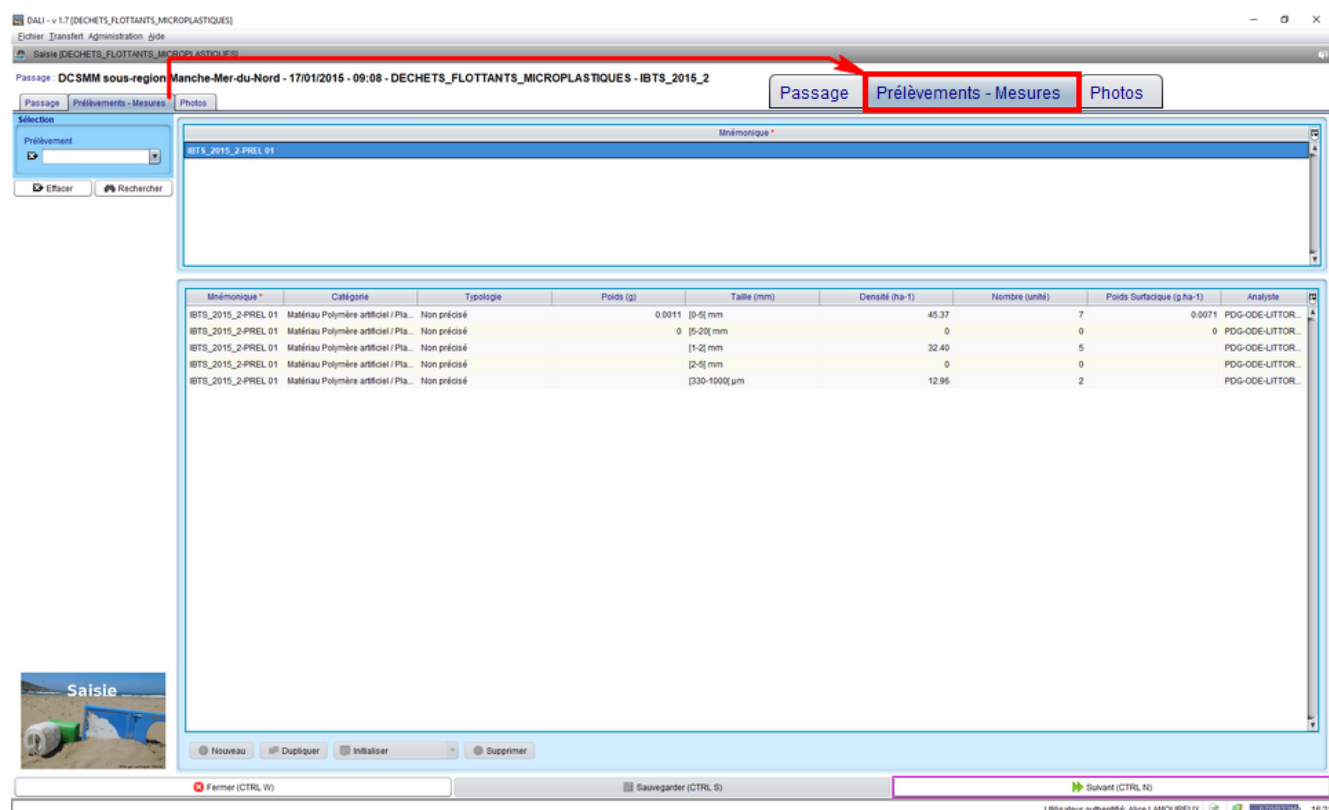 DALI - v 1.7 [DECHETS_FLOTTANTS_MICROPLASTIQUES]
Fichier Transfert Administration Aide
Saisie [DECHETS_FLOTTANTS_MICROPLASTIQUES]
Passage : DCSMM sous-region Manche-Mer-du-Nord - 17/01/2015 - 09:08 - DECHETS_FLOTTANTS_MICROPLASTIQUES - IBTS_2015_2
Passage Prélèvements - Mesures Photos
Passage Prélèvements - Mesures Photos
Sélection
Prélèvement
Effacer Rechercher
Mnémonique *
IBTS_2015_2-PREL 01
Mnémonique * Catégorie Typologie Poids (g) Taille (mm) Densité (ha-1) Nombre (unité) Poids Surfacique (g.ha-1) Analyste
IBTS_2015_2-PREL 01 Matériau Polymère artificiel / Pla... Non précisé 0.0011 [0-5[ mm 45.37 7 0.0071 PDG-ODE-LITTOR...
IBTS_2015_2-PREL 01 Matériau Polymère artificiel / Pla... Non précisé 0 [5-20[ mm 0 0 0 PDG-ODE-LITTOR...
IBTS_2015_2-PREL 01 Matériau Polymère artificiel / Pla... Non précisé [1-2[ mm 32.40 5 PDG-ODE-LITTOR...
IBTS_2015_2-PREL 01 Matériau Polymère artificiel / Pla... Non précisé [2-5[ mm 0 0 PDG-ODE-LITTOR...
IBTS_2015_2-PREL 01 Matériau Polymère artificiel / Pla... Non précisé [330-1000[ µm 12.96 2 PDG-ODE-LITTOR...
Saisie
Nouveau Dupliquer Initialiser Supprimer
Fermer (CTRL W) Sauvegarder (CTRL S) Suivant (CTRL N)
Utilisateur authentifié: Alice LAMOUREUX